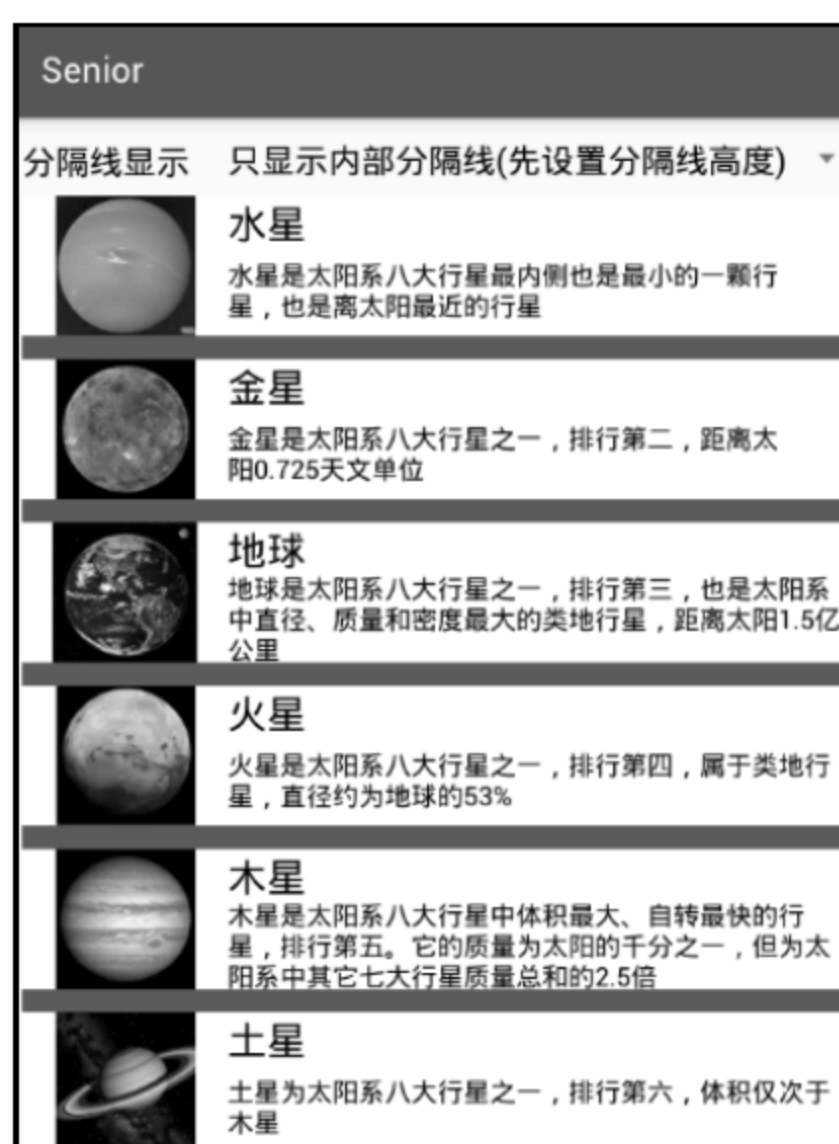 Senior
分隔线显示 只显示内部分隔线(先设置分隔线高度)
水星
水星是太阳系八大行星最内侧也是最小的一颗行
星，也是离太阳最近的行星
金星
金星是太阳系八大行星之一，排行第二，距离太
阳0.725天文单位
地球
地球是太阳系八大行星之一，排行第三，也是太阳系
中直径、质量和密度最大的类地行星，距离太阳1.5亿
公里
火星
火星是太阳系八大行星之一，排行第四，属于类地行
星，直径约为地球的53%
木星
木星是太阳系八大行星中体积最大、自转最快的行
星，排行第五。它的质量为太阳的千分之一，但为太
阳系中其它七大行星质量总和的2.5倍
土星
土星为太阳系八大行星之一，排行第六，体积仅次于
木星